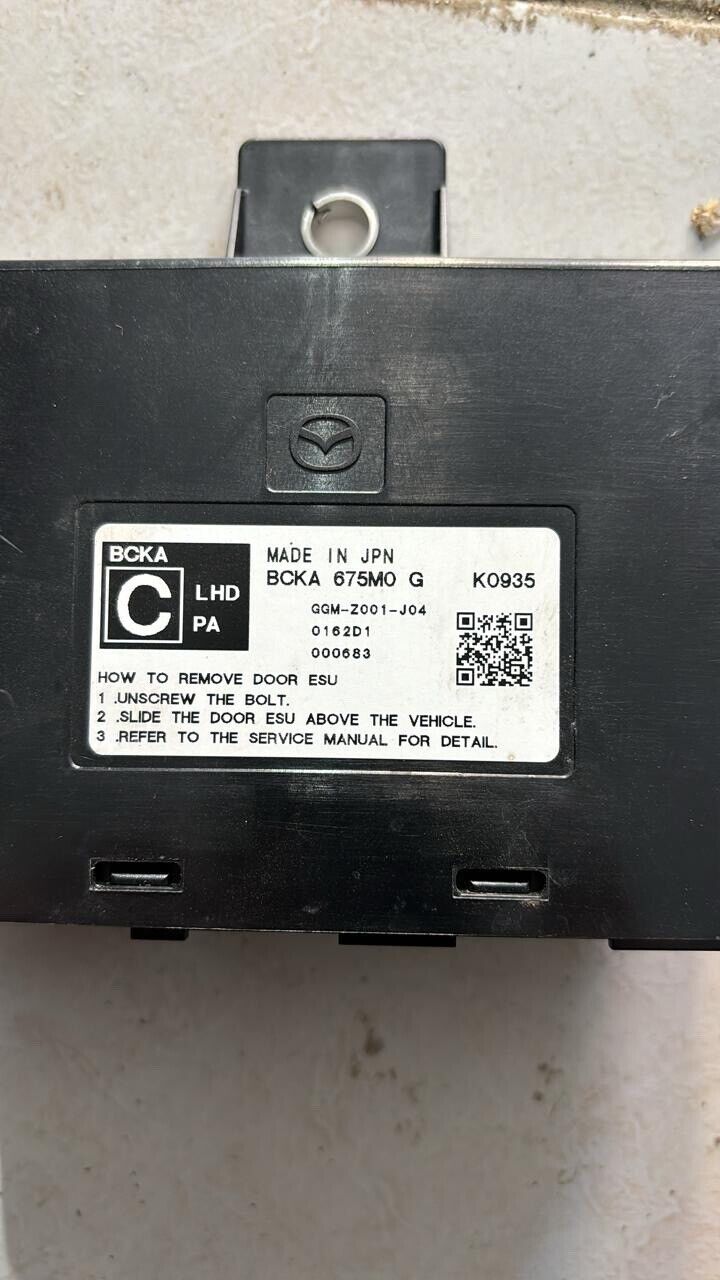 BCKA
C LHD
PA
MADE IN JPN
BCKA 675M0 G K0935
GGM-Z001-J04
0162D1
000683
HOW TO REMOVE DOOR ESU
1 .UNSCREW THE BOLT.
2 .SLIDE THE DOOR ESU ABOVE THE VEHICLE.
3 .REFER TO THE SERVICE MANUAL FOR DETAIL.